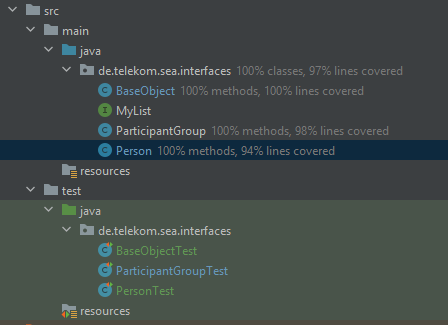 src
main
java
de.telekom.sea.interfaces 100% classes, 97% lines covered
BaseObject 100% methods, 100% lines covered
MyList
ParticipantGroup 100% methods, 98% lines covered
Person 100% methods, 94% lines covered
resources
test
java
de.telekom.sea.interfaces
BaseObjectTest
ParticipantGroupTest
PersonTest
resources